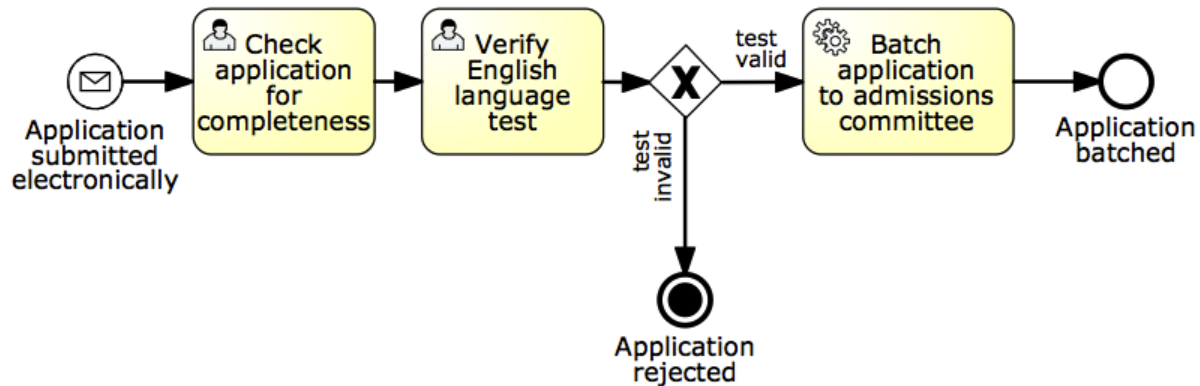 Check
application
for
completeness
Verify
English
language
test
test
valid
Batch
application
to admissions
committee
Application
submitted
electronically
X
test
invalid
Application
batched
Application
rejected